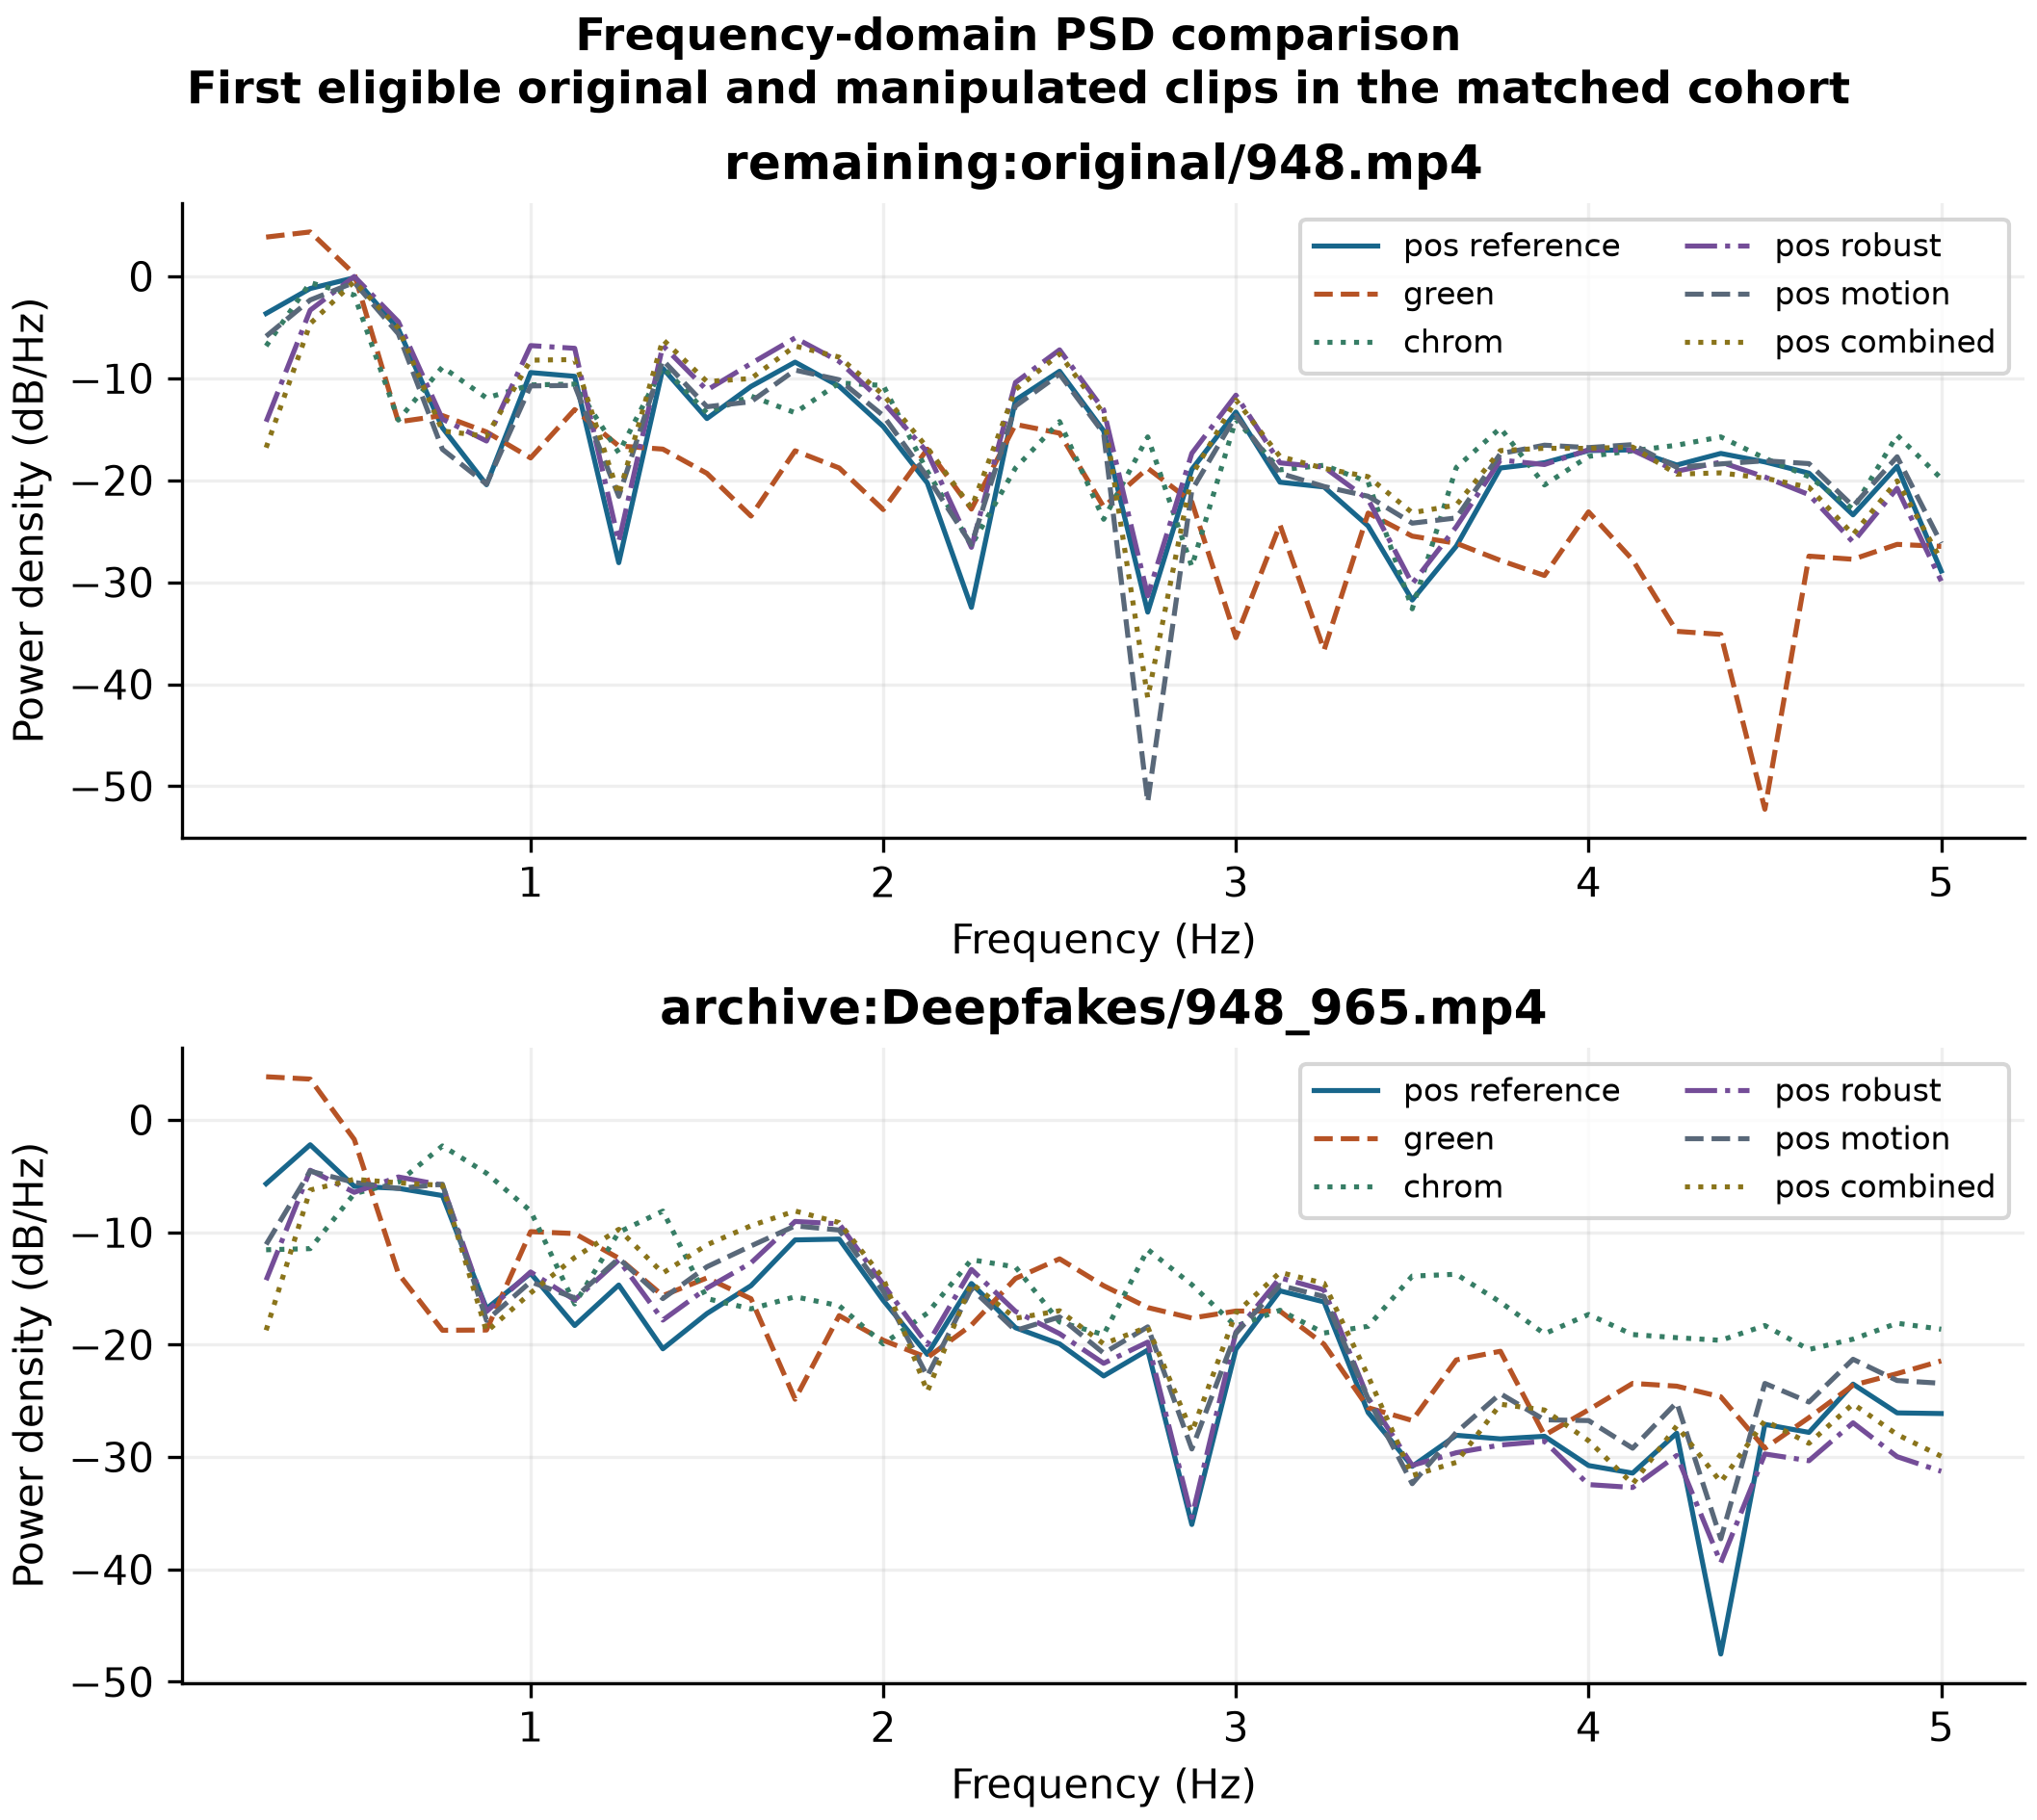 Frequency-domain PSD comparison
First eligible original and manipulated clips in the matched cohort
remaining:original/948.mp4
Power density (dB/Hz)
0
−10
−20
−30
−40
−50
pos reference
green
chrom
pos robust
pos motion
pos combined
1 2 3 4 5
Frequency (Hz)
archive:Deepfakes/948_965.mp4
Power density (dB/Hz)
0
−10
−20
−30
−40
−50
pos reference
green
chrom
pos robust
pos motion
pos combined
1 2 3 4 5
Frequency (Hz)